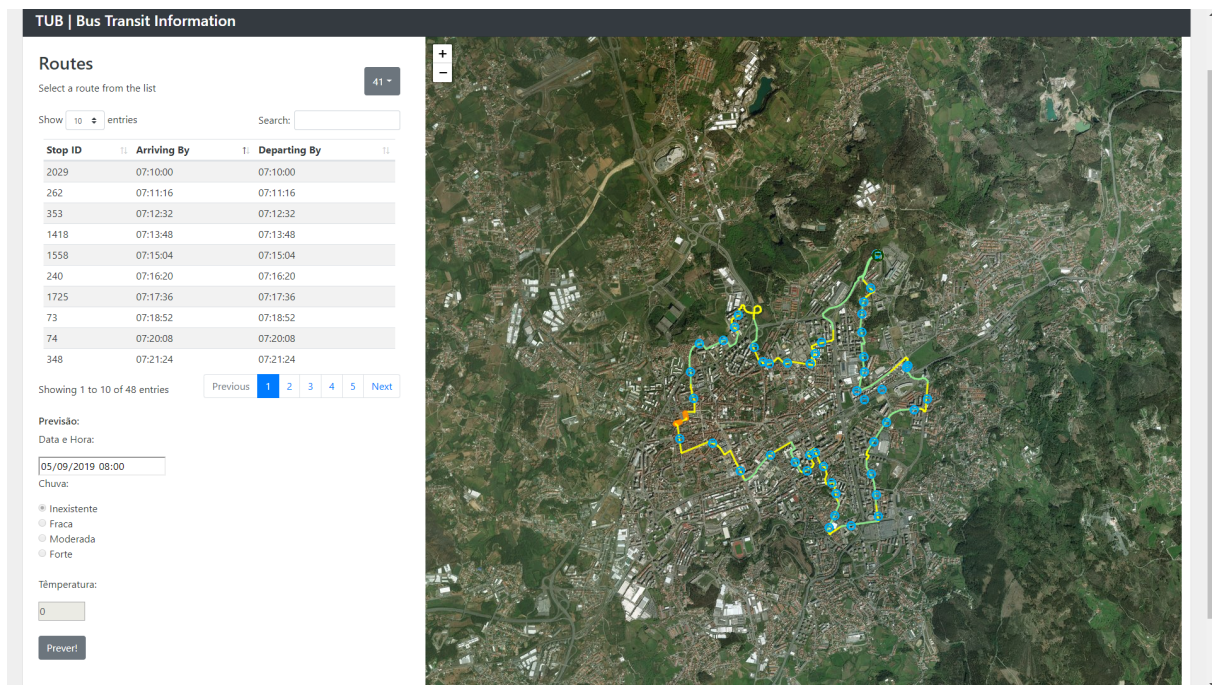 TUB | Bus Transit Information
Routes
Select a route from the list
41
Show 10 entries
Search:
Stop ID Arriving By Departing By
2029 07:10:00 07:10:00
262 07:11:16 07:11:16
353 07:12:32 07:12:32
1418 07:13:48 07:13:48
1558 07:15:04 07:15:04
240 07:16:20 07:16:20
1725 07:17:36 07:17:36
73 07:18:52 07:18:52
74 07:20:08 07:20:08
348 07:21:24 07:21:24
Showing 1 to 10 of 48 entries
Previous 1 2 3 4 5 Next
Previsão:
Data e Hora:
05/09/2019 08:00
Chuva:
Inexistente
Fraca
Moderada
Forte
Têmperatura:
0
Prever!
+
−